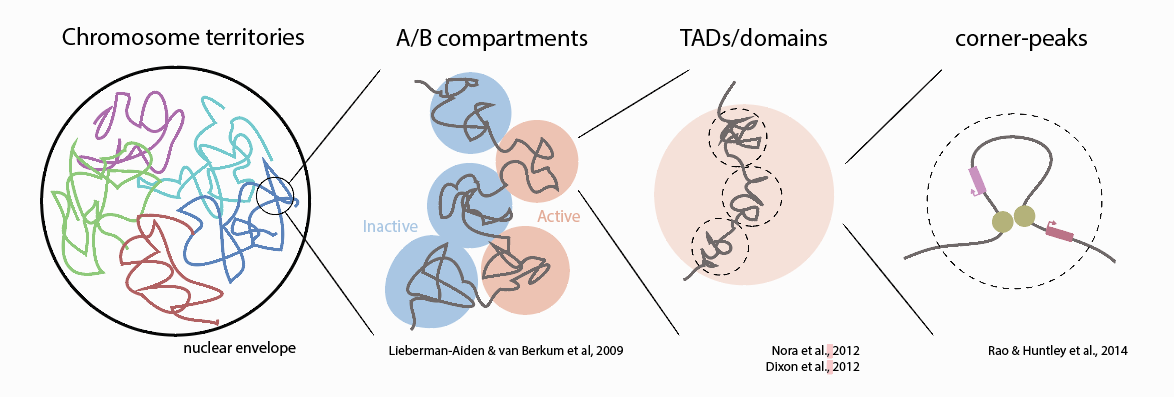 Chromosome territories
A/B compartments
TADs/domains
corner-peaks
Inactive
Active
nuclear envelope
Lieberman-Aiden & van Berkum et al, 2009
Nora et al., 2012
Dixon et al., 2012
Rao & Huntley et al., 2014